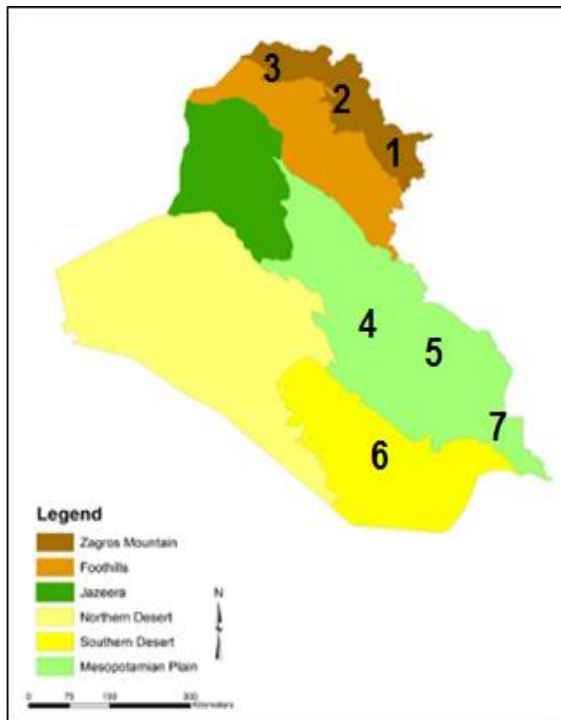 3
2
1
4
5
7
6
Legend
Zagros Mountain
Foothills
Jazeera
Northern Desert
Southern Desert
Mesopotamian Plain
N
0 75 150 300